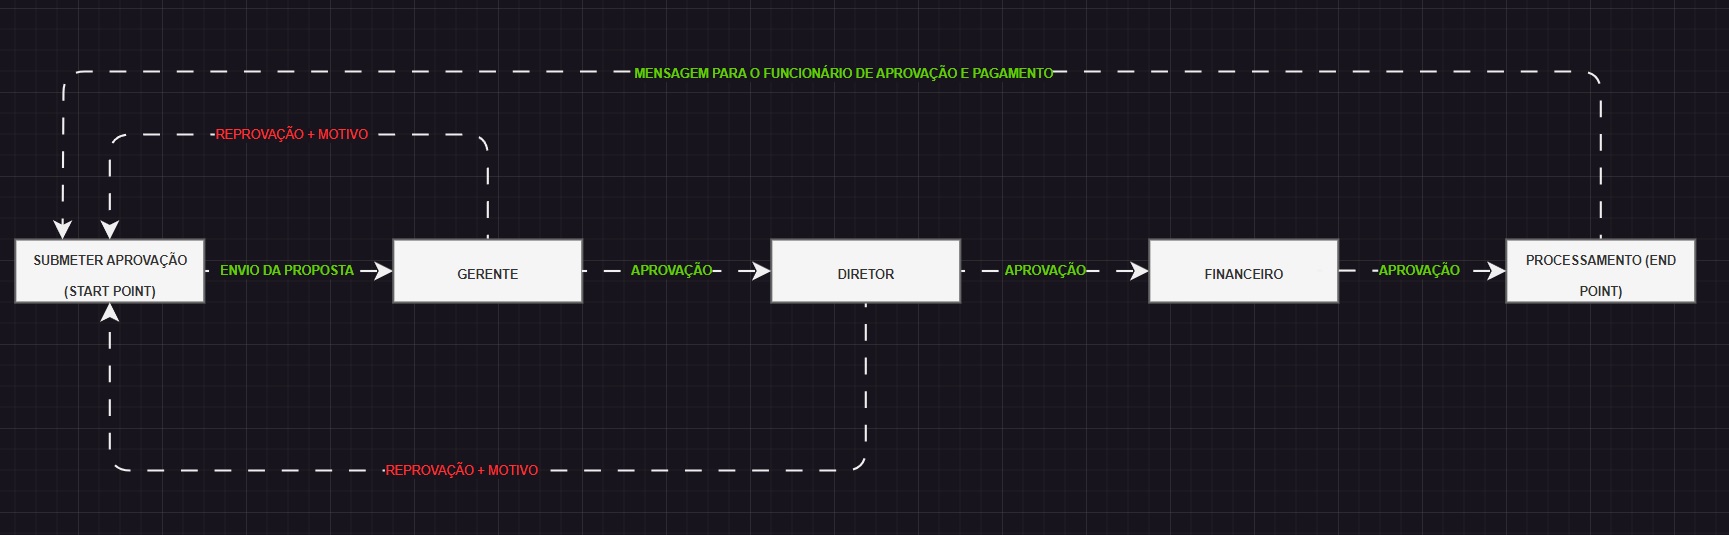 MENSAGEM PARA O FUNCIONÁRIO DE APROVAÇÃO E PAGAMENTO
REPROVAÇÃO + MOTIVO
SUBMETER APROVAÇÃO
(START POINT)
ENVIO DA PROPOSTA
GERENTE
APROVAÇÃO
DIRETOR
APROVAÇÃO
FINANCEIRO
APROVAÇÃO
PROCESSAMENTO (END
POINT)
REPROVAÇÃO + MOTIVO